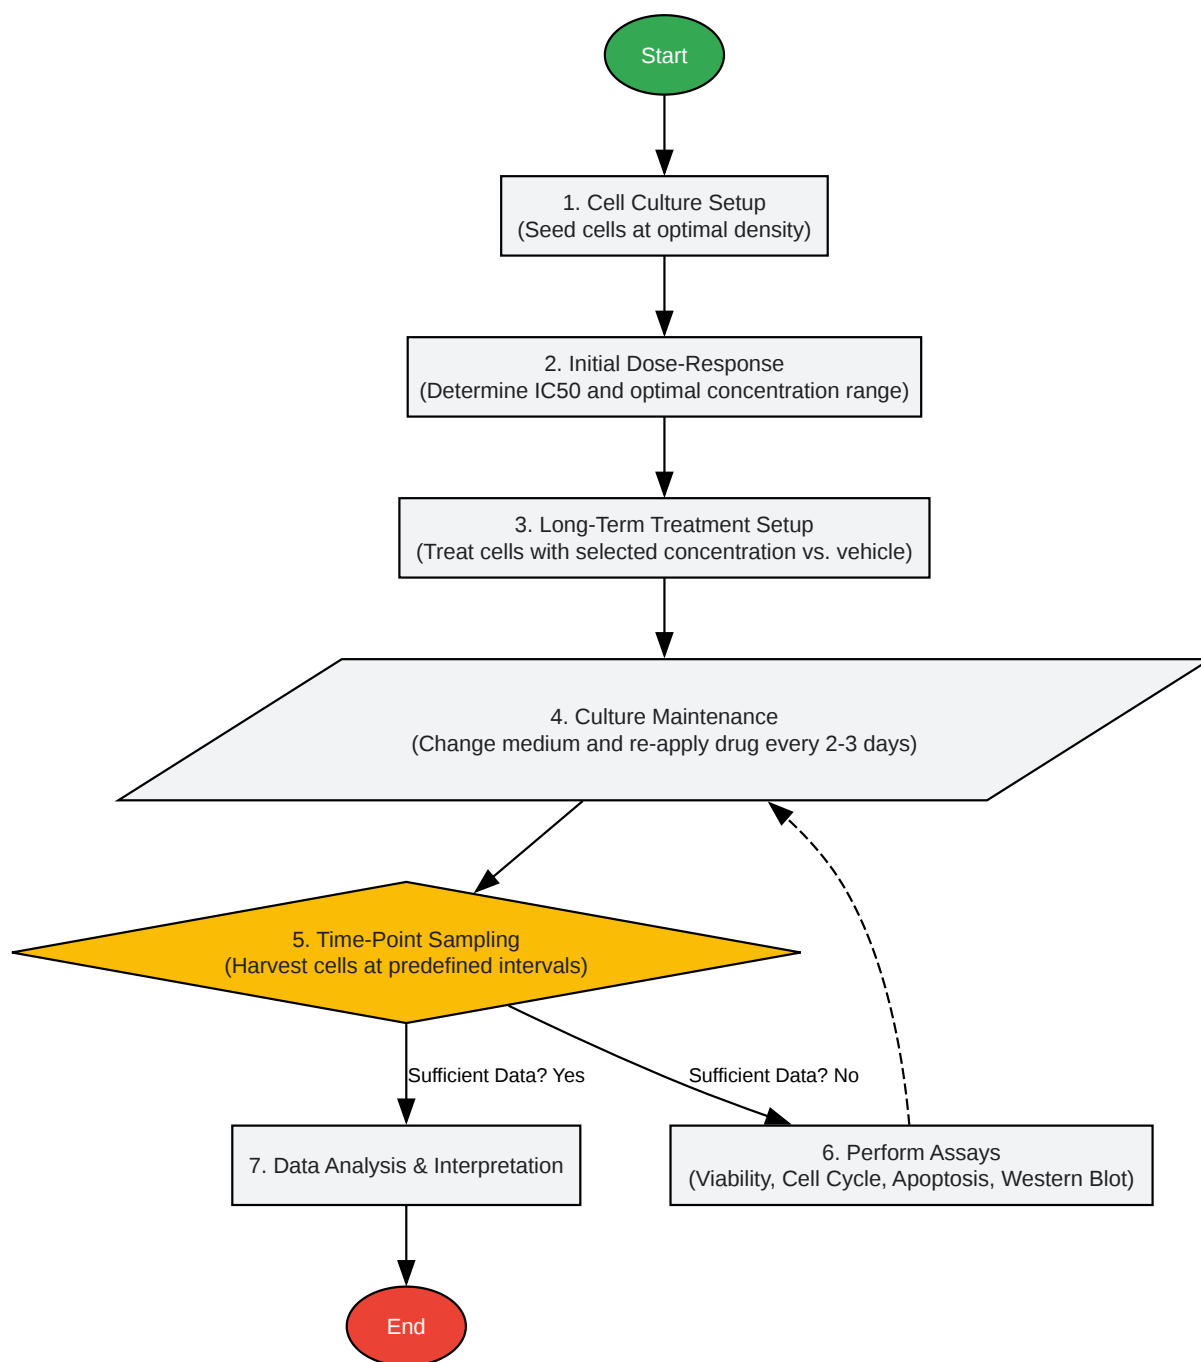 Start
1. Cell Culture Setup
(Seed cells at optimal density)
2. Initial Dose-Response
(Determine IC50 and optimal concentration range)
3. Long-Term Treatment Setup
(Treat cells with selected concentration vs. vehicle)
4. Culture Maintenance
(Change medium and re-apply drug every 2-3 days)
5. Time-Point Sampling
(Harvest cells at predefined intervals)
Sufficient Data? Yes
Sufficient Data? No
7. Data Analysis & Interpretation
6. Perform Assays
(Viability, Cell Cycle, Apoptosis, Western Blot)
End